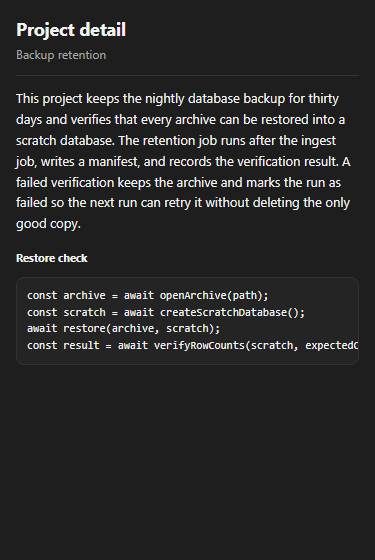 Project detail
Backup retention
This project keeps the nightly database backup for thirty
days and verifies that every archive can be restored into a
scratch database. The retention job runs after the ingest
job, writes a manifest, and records the verification result. A
failed verification keeps the archive and marks the run as
failed so the next run can retry it without deleting the only
good copy.
Restore check
const archive = await openArchive(path);
const scratch = await createScratchDatabase();
await restore(archive, scratch);
const result = await verifyRowCounts(scratch,